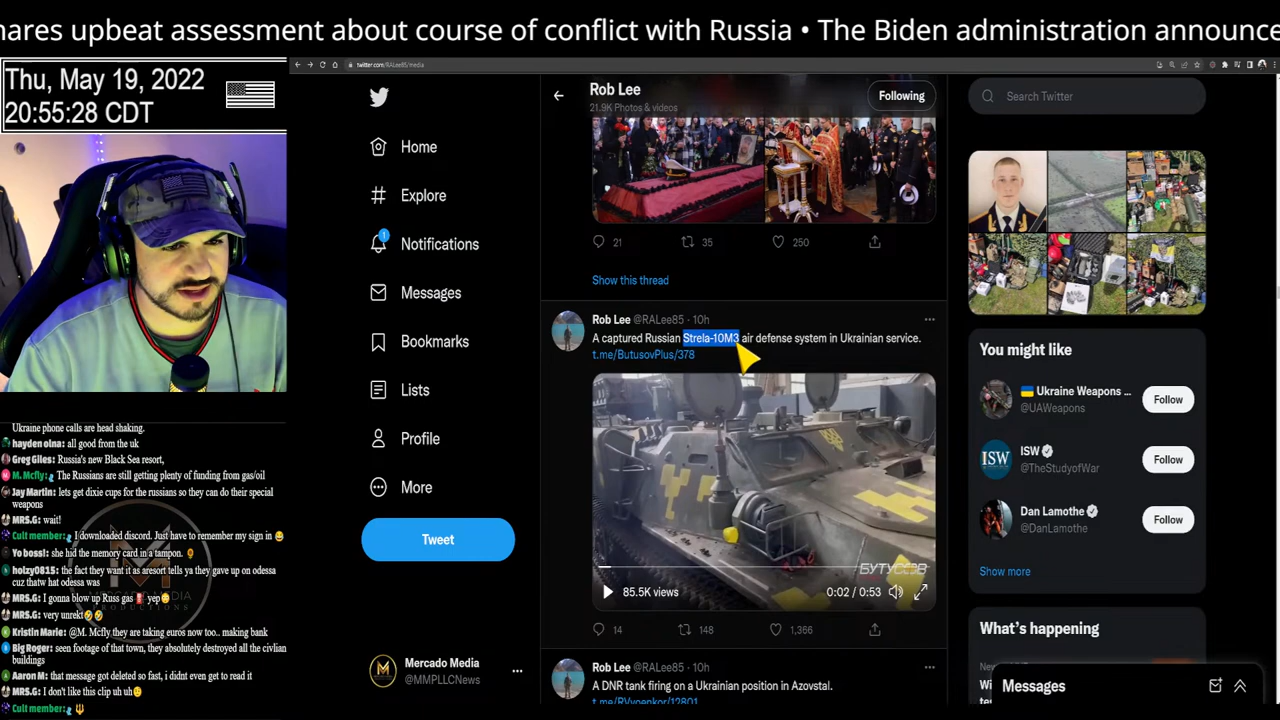 hares upbeat assessment about course of conflict with Russia • The Biden administration announce
Thu, May 19, 2022
20:55:28 CDT
twitter.com/RALee85/media
Rob Lee
21.9K Photos & videos
Following
Search Twitter
Home
Explore
1
Notifications
Messages
Bookmarks
Lists
Profile
More
Tweet
Mercado Media
@MMPLLCNews
21
35
250
Show this thread
Rob Lee @RALee85 · 10h
A captured Russian Strela-10M3 air defense system in Ukrainian service.
t.me/ButusovPlus/378
БУТУСОВ
85.5K views
0:02 / 0:53
14
148
1,366
Rob Lee @RALee85 · 10h
A DNR tank firing on a Ukrainian position in Azovstal.
t.me/RVvoenkor/12801
You might like
Ukraine Weapons ...
@UAWeapons
Follow
ISW
@TheStudyofWar
Follow
Dan Lamothe
@DanLamothe
Follow
Show more
What's happening
Messages
Ukraine phone calls are head shaking.
hayden olna: all good from the uk
Greg Giles: Russia's new Black Sea resort,
M. Mcfly: The Russians are still getting plenty of funding from gas/oil
Jay Martin: lets get dixie cups for the russians so they can do their special
weapons
MRS.G: wait!
Cult member: I downloaded discord. Just have to remember my sign in
Yo boss!: she hid the memory card in a tampon.
holzy0815: the fact they want it as aresort tells ya they gave up on odessa
cuz thatw hat odessa was
MRS.G: I gonna blow up Russ gas yep
MRS.G: very unrekt
Kristin Marie: @M. Mcfly they are taking euros now too.. making bank
Big Roger: seen footage of that town, they absolutely destroyed all the civlian
buildings
Aaron M: that message got deleted so fast, i didnt even get to read it
MRS.G: I don't like this clip uh uh
Cult member: